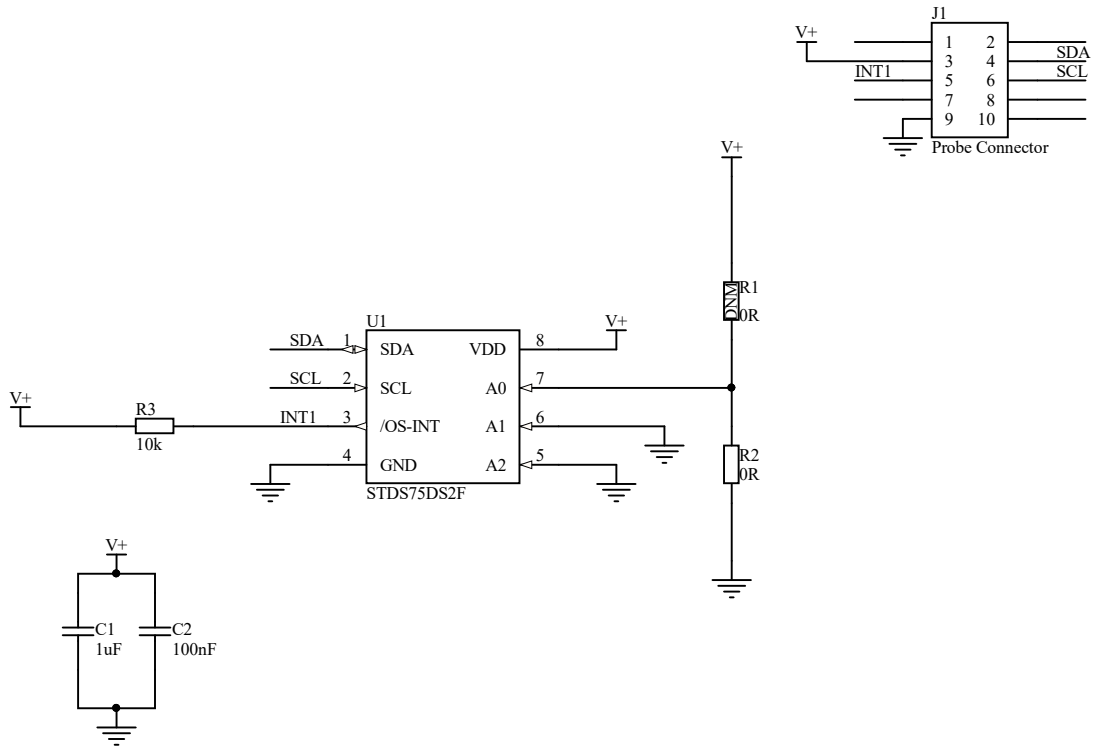 J1
V+
1 2
3 4 SDA
INT1 5 6 SCL
7 8
9 10
Probe Connector
V+
DNM R1
0R
U1
V+
SDA 1 SDA VDD 8
SCL 2 SCL A0 7
V+
R3
10k
INT1 3 /OS-INT A1 6
4 GND A2 5
STDS75DS2F
R2
0R
V+
C1 C2
1uF 100nF